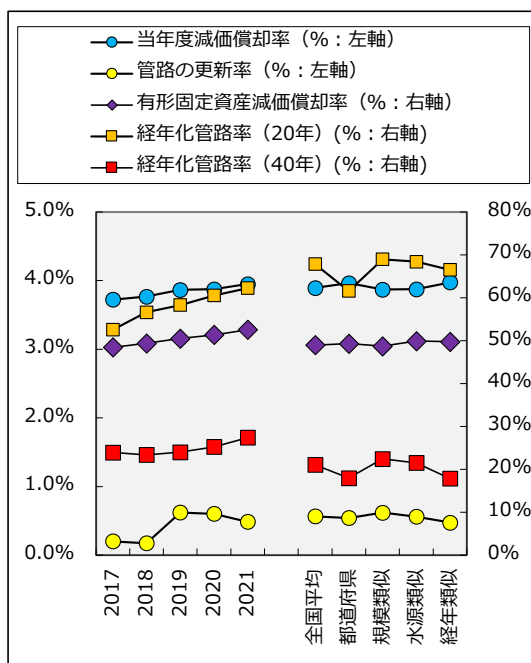 当年度減価償却率（%：左軸）
管路の更新率（%：左軸）
有形固定資産減価償却率（%：右軸）
経年化管路率（20年）(%：右軸)
経年化管路率（40年）(%：右軸)
5.0%
4.0%
3.0%
2.0%
1.0%
0.0%
80%
70%
60%
50%
40%
30%
20%
10%
0%
2017
2018
2019
2020
2021
全国平均
都道府県
規模類似
水源類似
経年類似